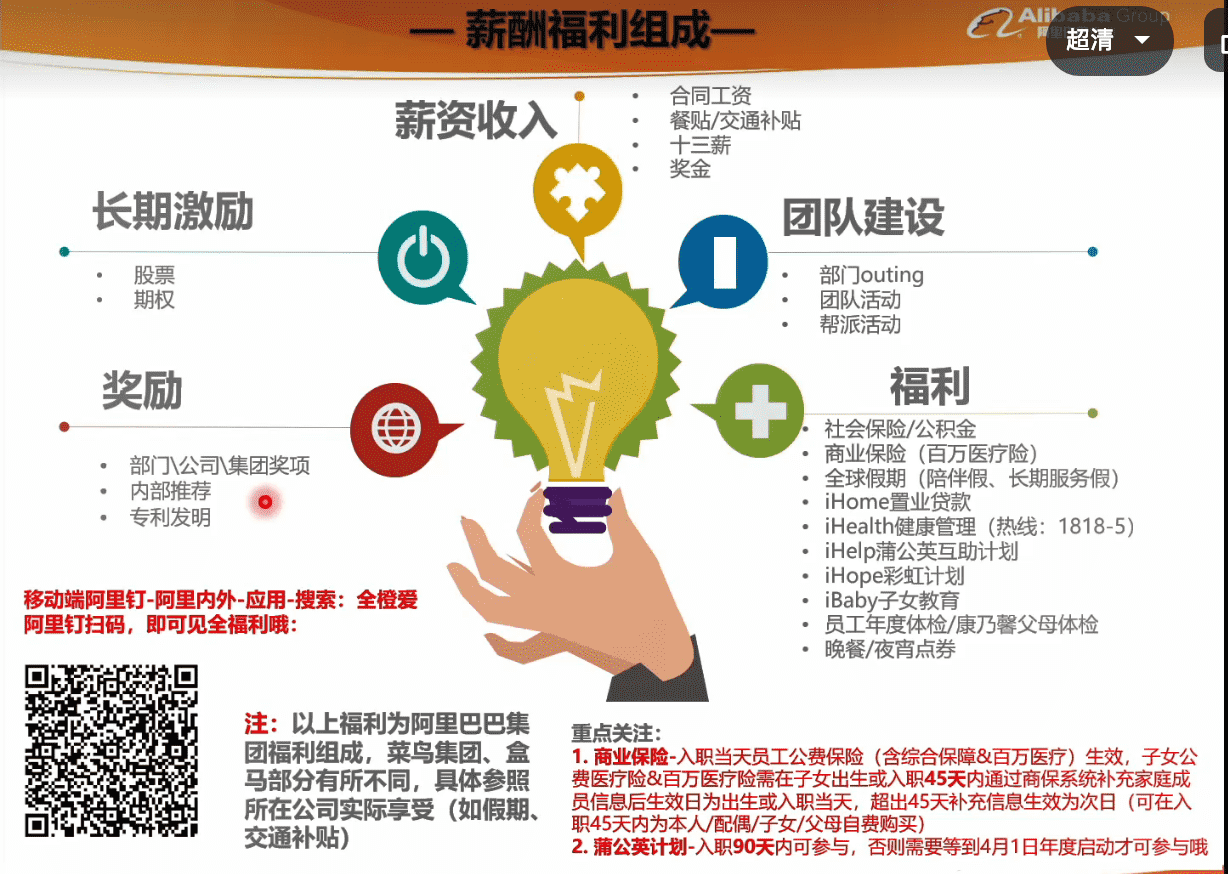 — 薪酬福利组成—
Alibaba Group
超清
薪资收入
• 合同工资
• 餐贴/交通补贴
• 十三薪
• 奖金
长期激励
• 股票
• 期权
团队建设
• 部门outing
• 团队活动
• 帮派活动
奖励
• 部门\公司\集团奖项
• 内部推荐
• 专利发明
福利
• 社会保险/公积金
• 商业保险（百万医疗险）
• 全球假期（陪伴假、长期服务假）
• iHome置业贷款
• iHealth健康管理（热线：1818-5）
• iHelp蒲公英互助计划
• iHope彩虹计划
• iBaby子女教育
• 员工年度体检/康乃馨父母体检
• 晚餐/夜宵点券
移动端阿里钉-阿里内外-应用-搜索：全橙爱
阿里钉扫码，即可见全福利哦：
注：以上福利为阿里巴巴集
团福利组成，菜鸟集团、盒
马部分有所不同，具体参照
所在公司实际享受（如假期、
交通补贴）
重点关注：
1. 商业保险-入职当天员工公费保险（含综合保障&百万医疗）生效，子女公
费医疗险&百万医疗险需在子女出生或入职45天内通过商保系统补充家庭成
员信息后生效日为出生或入职当天，超出45天补充信息生效为次日（可在入
职45天内为本人/配偶/子女/父母自费购买）
2. 蒲公英计划-入职90天内可参与，否则需要等到4月1日年度启动才可参与哦